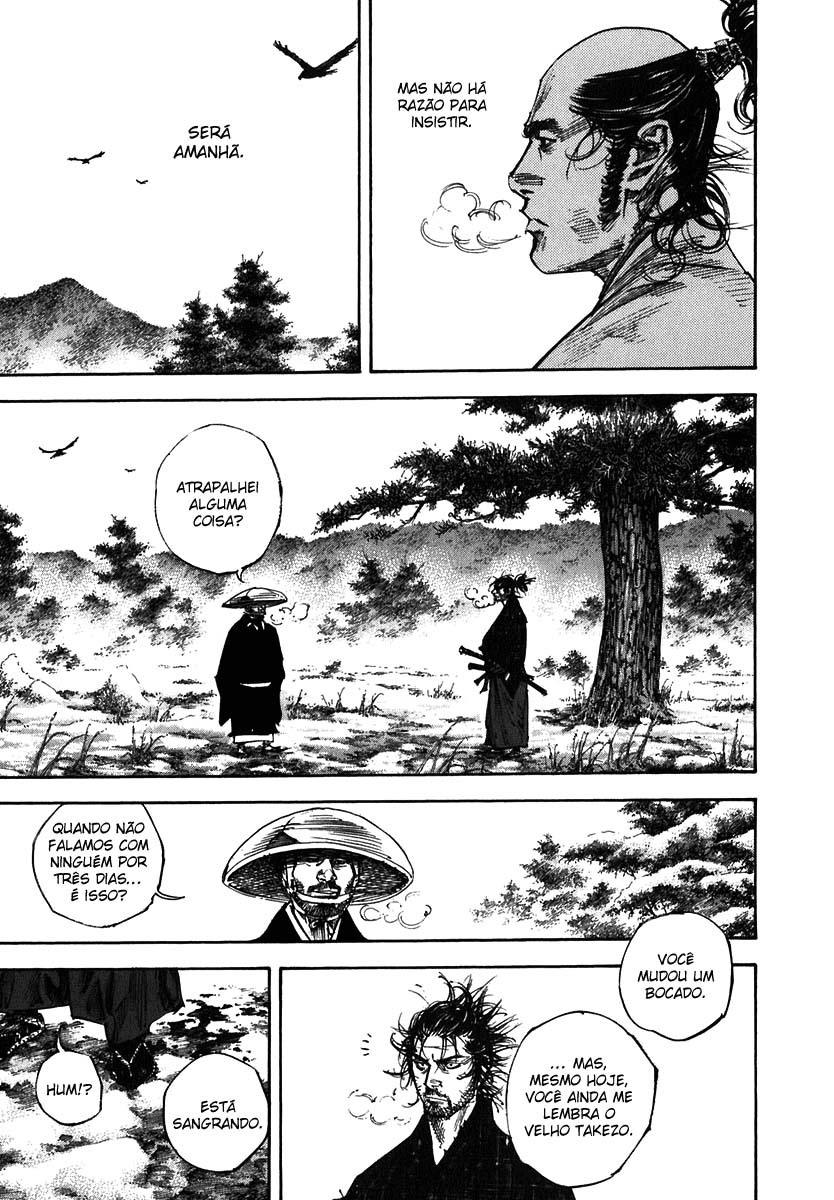 MAS NÃO HÁ
RAZÃO PARA
INSISTIR.
SERÁ
AMANHÃ.
ATRAPALHEI
ALGUMA
COISA?
QUANDO NÃO
FALAMOS COM
NINGUÉM POR
TRÊS DIAS...
É ISSO?
VOCÊ
MUDOU UM
BOCADO.
... MAS,
MESMO HOJE,
VOCÊ AINDA ME
LEMBRA O
VELHO TAKEZO.
ESTÁ
SANGRANDO.
HUM!?